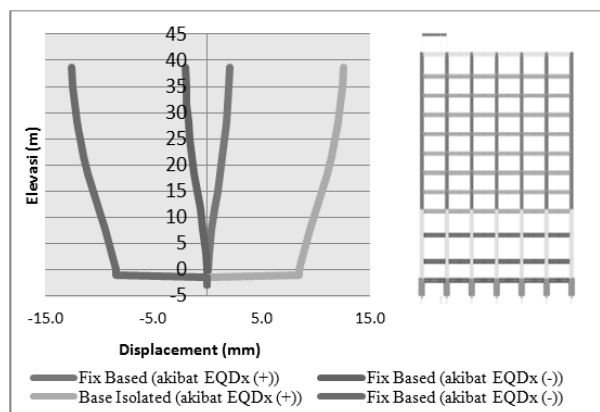 45
40
35
30
25
20
15
10
5
0
-5
Elevasi (m)
-15.0 -5.0 5.0 15.0
Displacement (mm)
Fix Based (akibat EQDx (+)) Fix Based (akibat EQDx (-))
Base Isolated (akibat EQDx (+)) Fix Based (akibat EQDx (-))